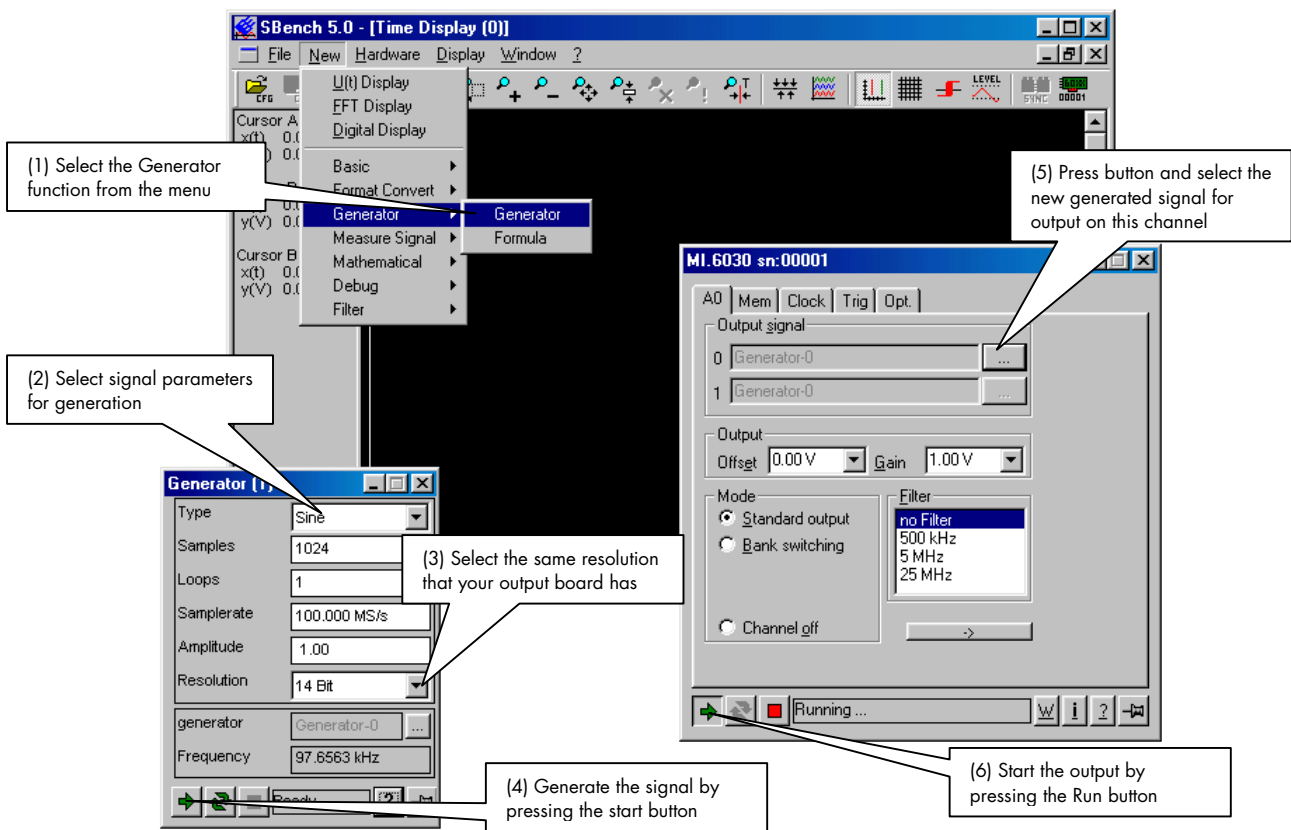 SBench 5.0 - [Time Display (0)]
File New Hardware Display Window ?
CFG
LEVEL
SYNC 00001
U(t) Display
FFT Display
Digital Display
Basic
Format Convert
Generator
Measure Signal
Mathematical
Debug
Filter
Generator
Formula
Cursor A
x(t) 0.0
y(V) 0.0
Cursor B
x(t) 0.0
y(V) 0.0
(1) Select the Generator
function from the menu
(2) Select signal parameters
for generation
Generator (1)
Type Sine
Samples 1024
Loops 1
Samplerate 100.000 MS/s
Amplitude 1.00
Resolution 14 Bit
generator Generator-0 ...
Frequency 97.6563 kHz
Ready ?
(3) Select the same resolution
that your output board has
(4) Generate the signal by
pressing the start button
(5) Press button and select the
new generated signal for
output on this channel
MI.6030 sn:00001
A0 Mem Clock Trig Opt.
Output signal
0 Generator-0 ...
1 Generator-0 ...
Output
Offset 0.00 V Gain 1.00 V
Mode
Standard output
Bank switching
Channel off
Filter
no Filter
500 kHz
5 MHz
25 MHz
->
Running ... W i ?
(6) Start the output by
pressing the Run button